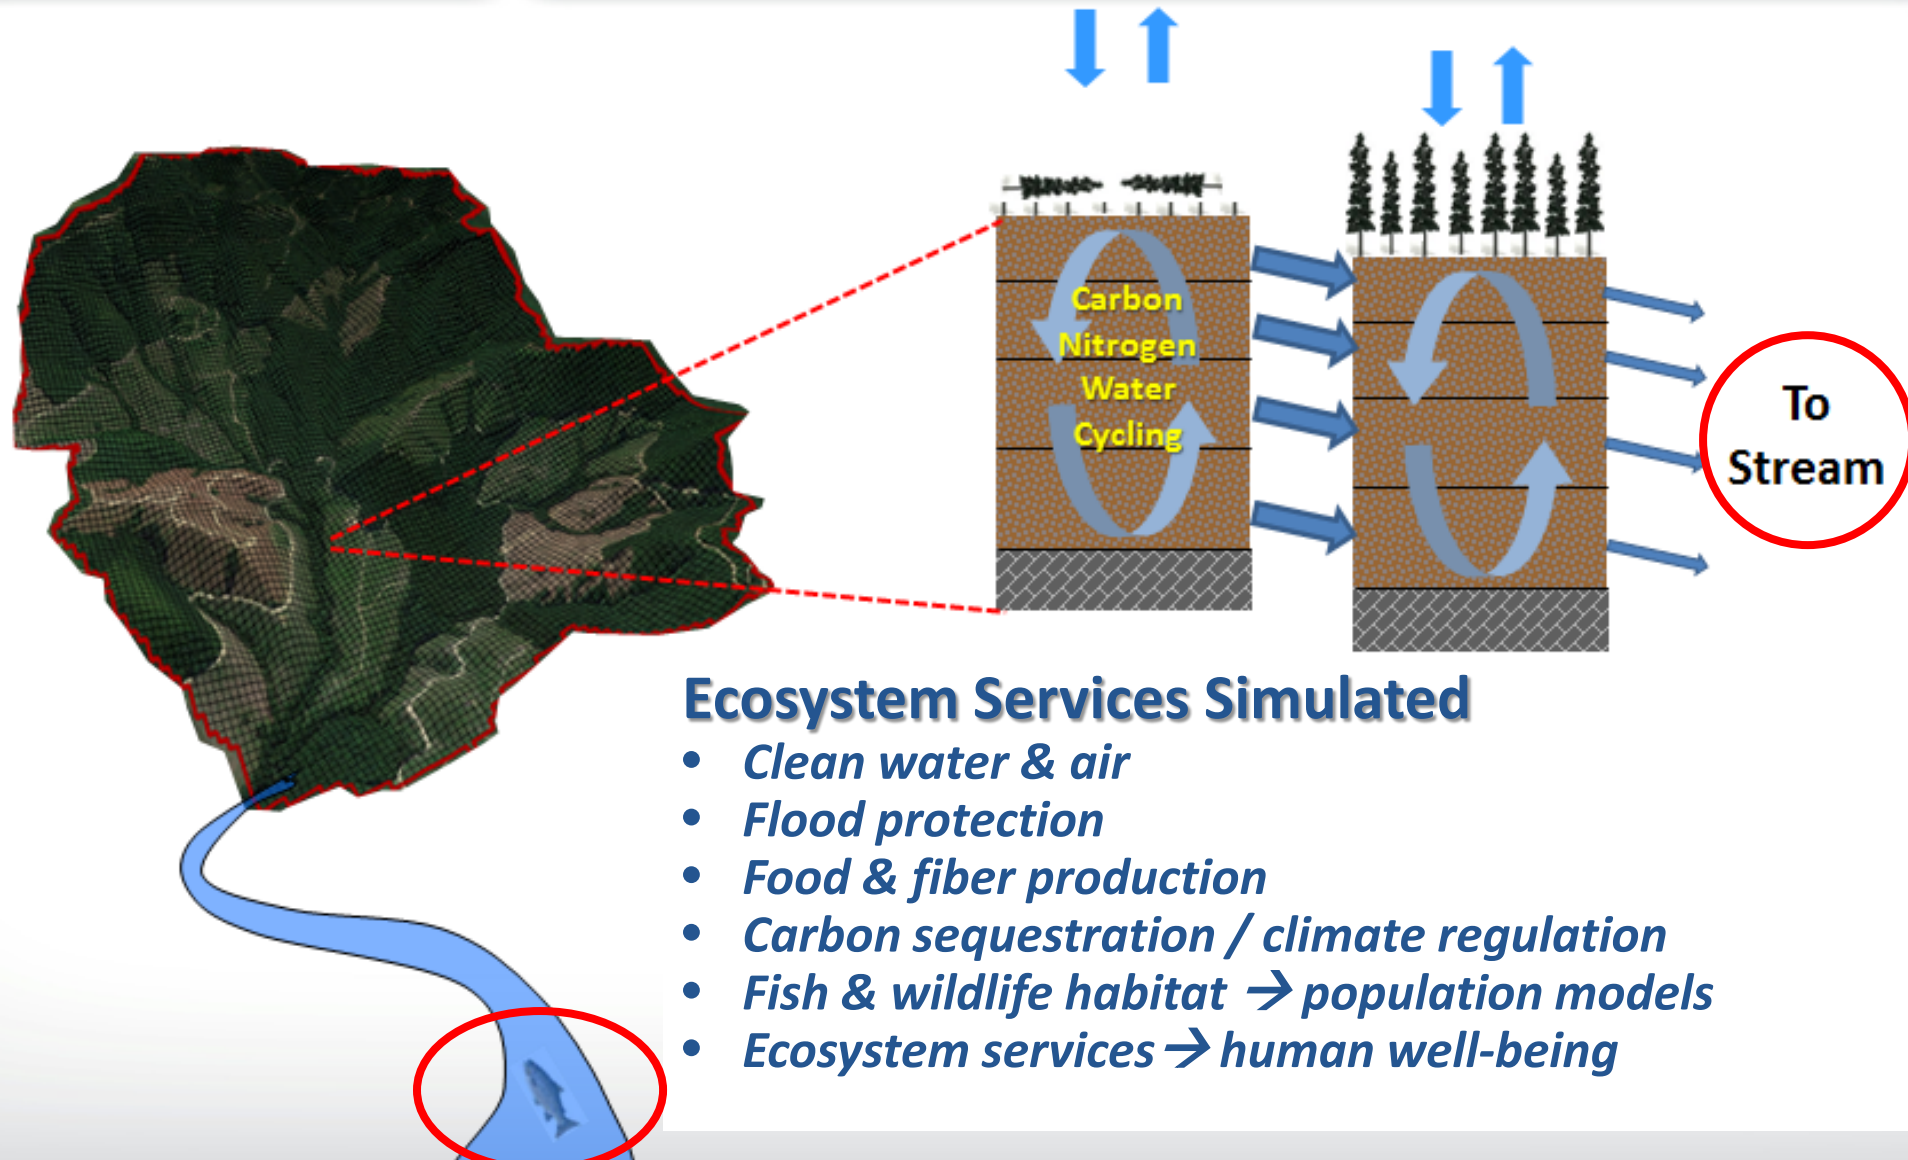 Carbon
Nitrogen
Water
Cycling
To
Stream
Ecosystem Services Simulated
• Clean water & air
• Flood protection
• Food & fiber production
• Carbon sequestration / climate regulation
• Fish & wildlife habitat → population models
• Ecosystem services → human well-being